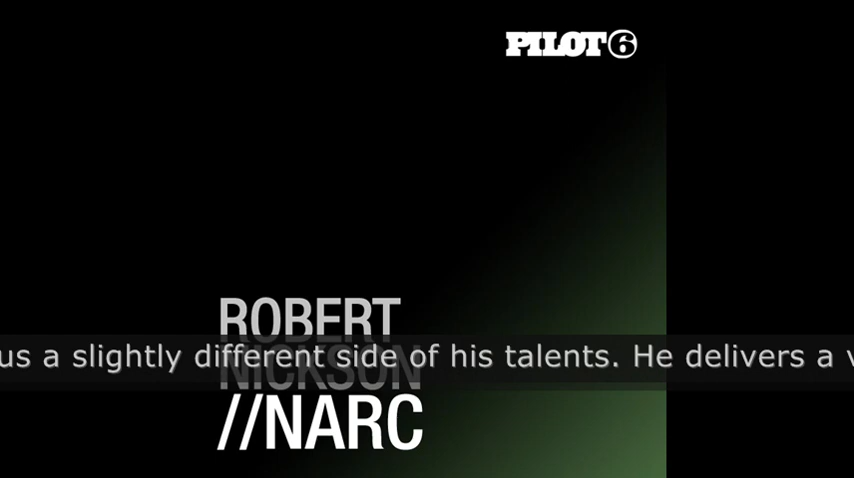 PILOT6
ROBERT
us a slightly different side of his talents. He delivers a v
NICKSON
//NARC